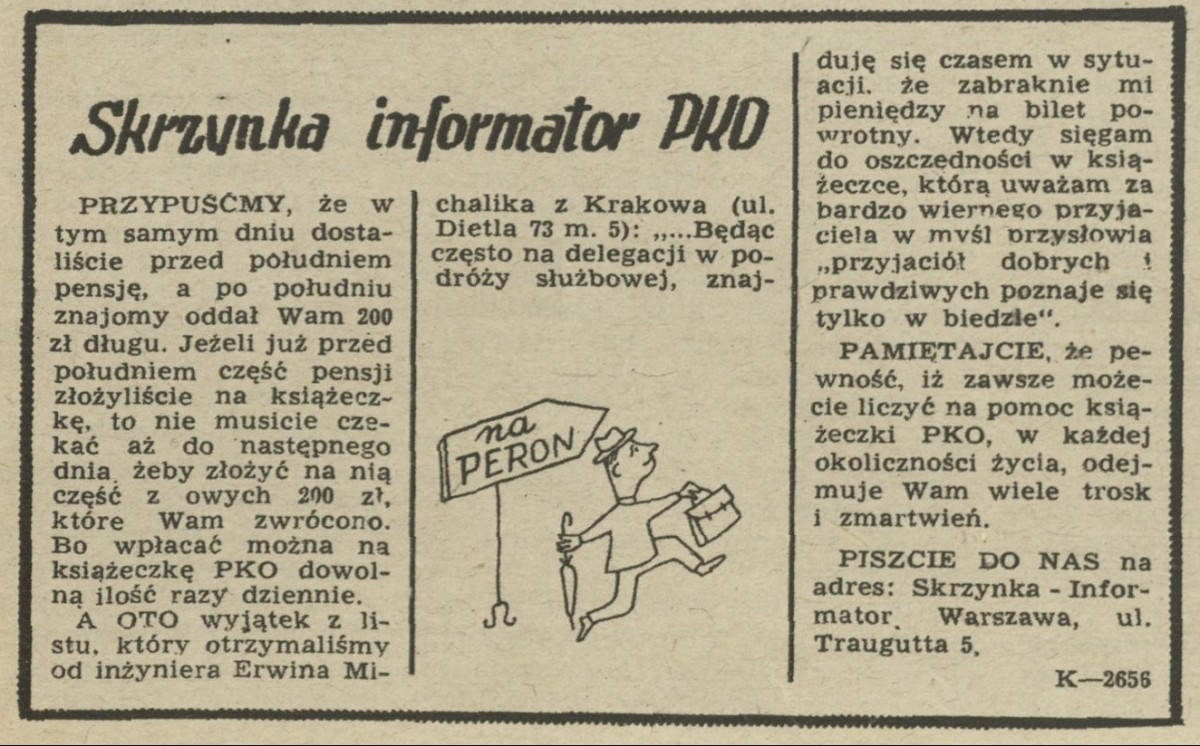 Skrzynka informator PKO
PRZYPUŚĆMY, że w
tym samym dniu dosta-
liście przed południem
pensję, a po południu
znajomy oddał Wam 200
zł długu. Jeżeli już przed
południem część pensji
złożyliście na książecz-
kę, to nie musicie cze-
kać aż do następnego
dnia, żeby złożyć na nią
część z owych 200 zł,
które Wam zwrócono.
Bo wpłacać można na
książeczkę PKO dowol-
ną ilość razy dziennie.
A OTO wyjątek z li-
stu, który otrzymaliśmy
od inżyniera Erwina Mi-
chalika z Krakowa (ul.
Dietla 73 m. 5): „...Będąc
często na delegacji w po-
dróży służbowej, znaj-
na
PERON
duję się czasem w sytu-
acji, że zabraknie mi
pieniędzy na bilet po-
wrotny. Wtedy sięgam
do oszczędności w ksią-
żeczce, którą uważam za
bardzo wiernego przyja-
ciela w myśl przysłowia
„przyjaciół dobrych i
prawdziwych poznaje się
tylko w biedzie".
PAMIĘTAJCIE, że pe-
wność, iż zawsze może-
cie liczyć na pomoc ksią-
żeczki PKO, w każdej
okoliczności życia, odej-
muje Wam wiele trosk
i zmartwień.
PISZCIE DO NAS na
adres: Skrzynka - Infor-
mator, Warszawa, ul.
Traugutta 5.
K—2656